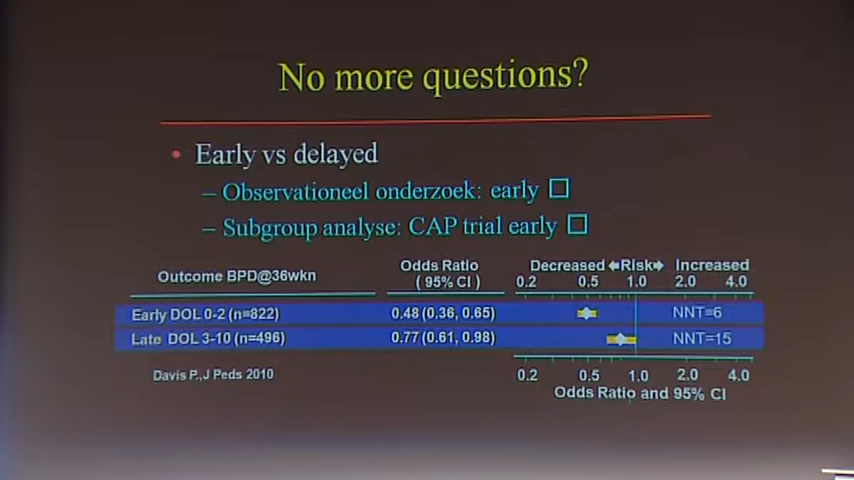 No more questions?
• Early vs delayed
– Observationeel onderzoek: early □
– Subgroup analyse: CAP trial early □
Outcome BPD@36wkn
Odds Ratio
( 95% CI )
Decreased Risk Increased
0.2 0.5 1.0 2.0 4.0
Early DOL 0-2 (n=822) 0.48 (0.36, 0.65) NNT=6
Late DOL 3-10 (n=496) 0.77 (0.61, 0.98) NNT=15
0.2 0.5 1.0 2.0 4.0
Odds Ratio and 95% CI
Davis P.,J Peds 2010